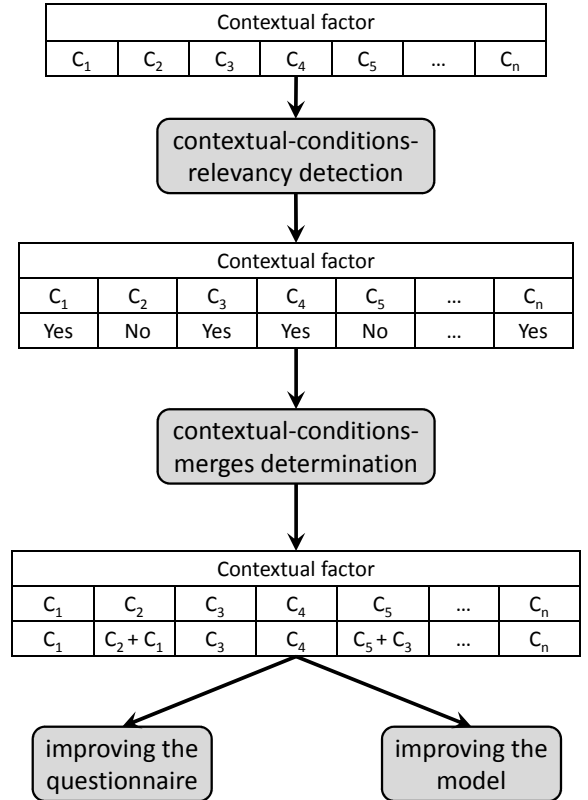 Contextual factor
C₁ C₂ C₃ C₄ C₅ ... Cₙ
contextual-conditions-
relevancy detection
Contextual factor
C₁ C₂ C₃ C₄ C₅ ... Cₙ
Yes No Yes Yes No ... Yes
contextual-conditions-
merges determination
Contextual factor
C₁ C₂ C₃ C₄ C₅ ... Cₙ
C₁ C₂ + C₁ C₃ C₄ C₅ + C₃ ... Cₙ
improving the
questionnaire
improving the
model